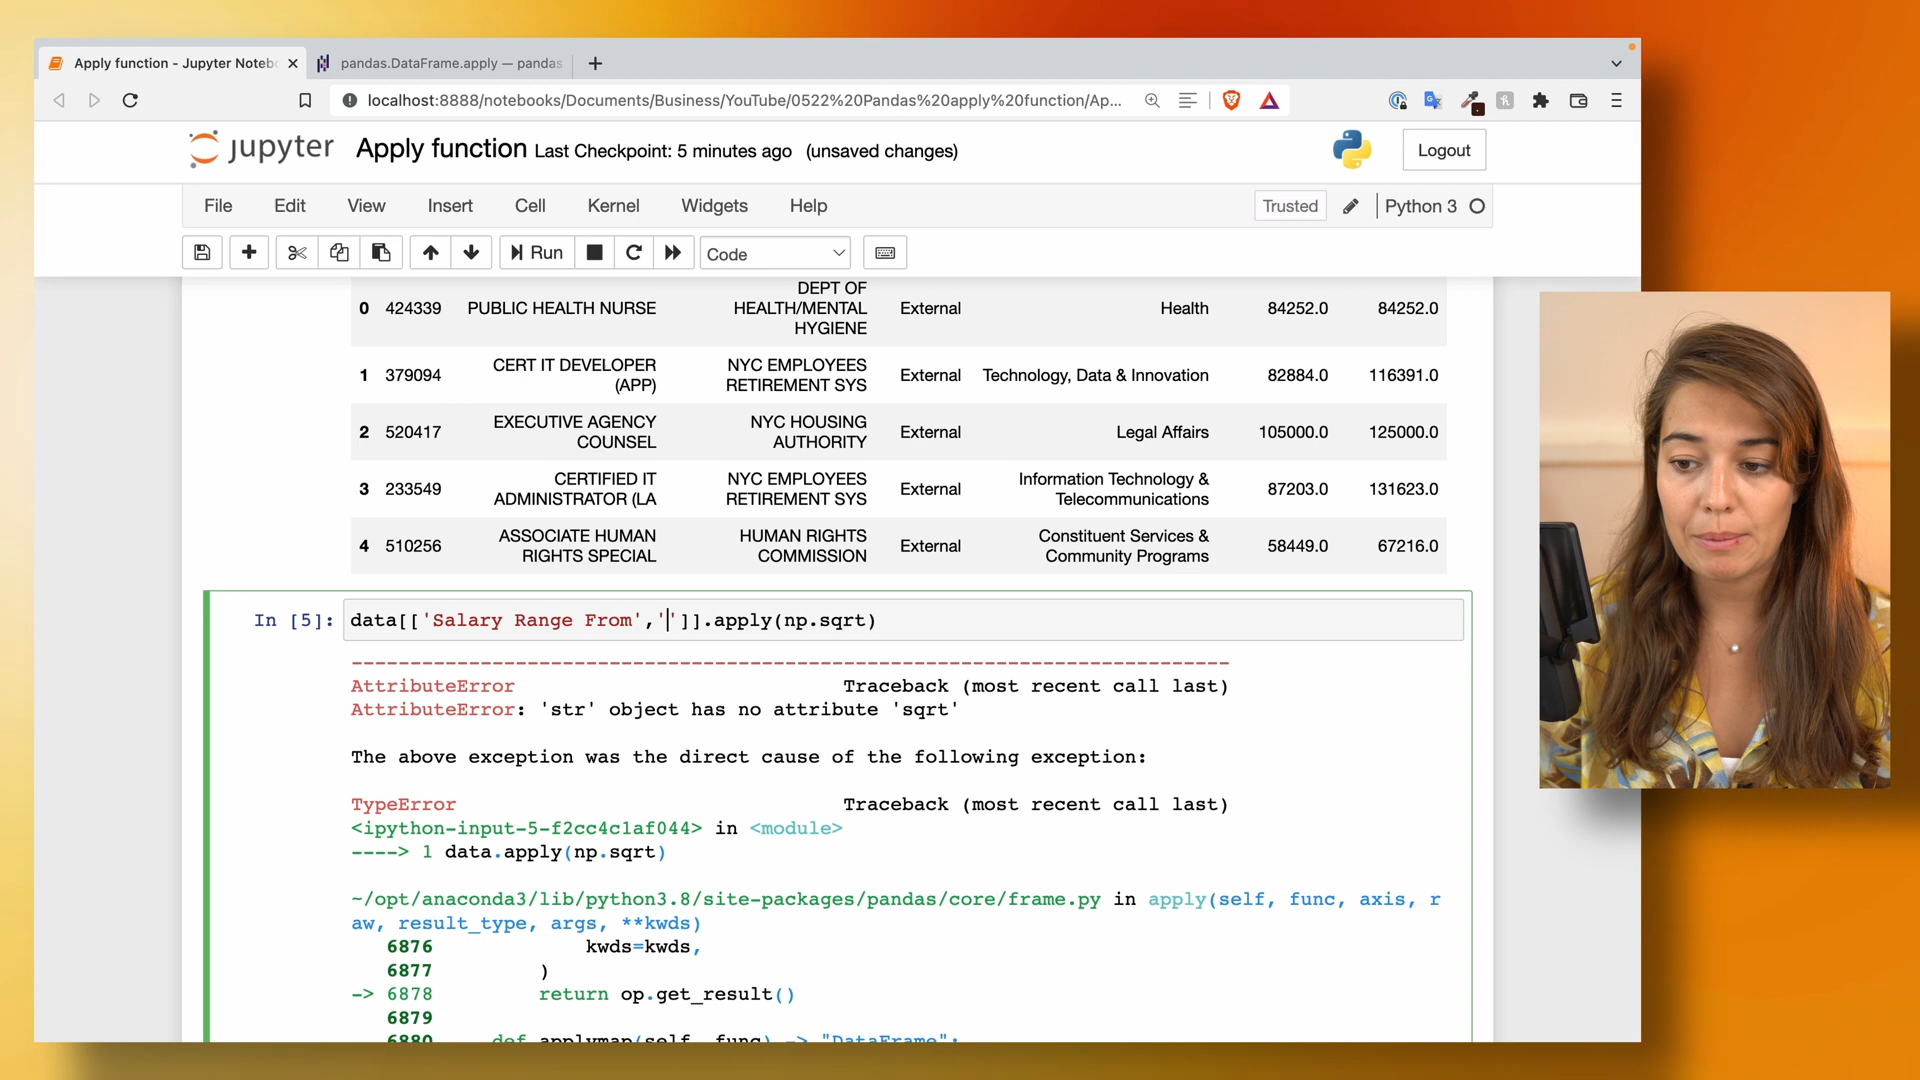 Apply function - Jupyter Noteb
pandas.DataFrame.apply — pandas
localhost:8888/notebooks/Documents/Business/YouTube/0522%20Pandas%20apply%20function/Ap...
jupyter Apply function Last Checkpoint: 5 minutes ago (unsaved changes)
Logout
File Edit View Insert Cell Kernel Widgets Help
Trusted Python 3
Run Code
0 424339 PUBLIC HEALTH NURSE DEPT OF HEALTH/MENTAL HYGIENE External Health 84252.0 84252.0
1 379094 CERT IT DEVELOPER (APP) NYC EMPLOYEES RETIREMENT SYS External Technology, Data & Innovation 82884.0 116391.0
2 520417 EXECUTIVE AGENCY COUNSEL NYC HOUSING AUTHORITY External Legal Affairs 105000.0 125000.0
3 233549 CERTIFIED IT ADMINISTRATOR (LA NYC EMPLOYEES RETIREMENT SYS External Information Technology & Telecommunications 87203.0 131623.0
4 510256 ASSOCIATE HUMAN RIGHTS SPECIAL HUMAN RIGHTS COMMISSION External Constituent Services & Community Programs 58449.0 67216.0
In [5]: data[['Salary Range From','']].apply(np.sqrt)
---------------------------------------------------------------------------
AttributeError Traceback (most recent call last)
AttributeError: 'str' object has no attribute 'sqrt'
The above exception was the direct cause of the following exception:
TypeError Traceback (most recent call last)
<ipython-input-5-f2cc4c1af044> in <module>
----> 1 data.apply(np.sqrt)
~/opt/anaconda3/lib/python3.8/site-packages/pandas/core/frame.py in apply(self, func, axis, r
aw, result_type, args, **kwds)
6876 kwds=kwds,
6877 )
-> 6878 return op.get_result()
6879
6880 def applymap(self, func) -> "DataFrame":